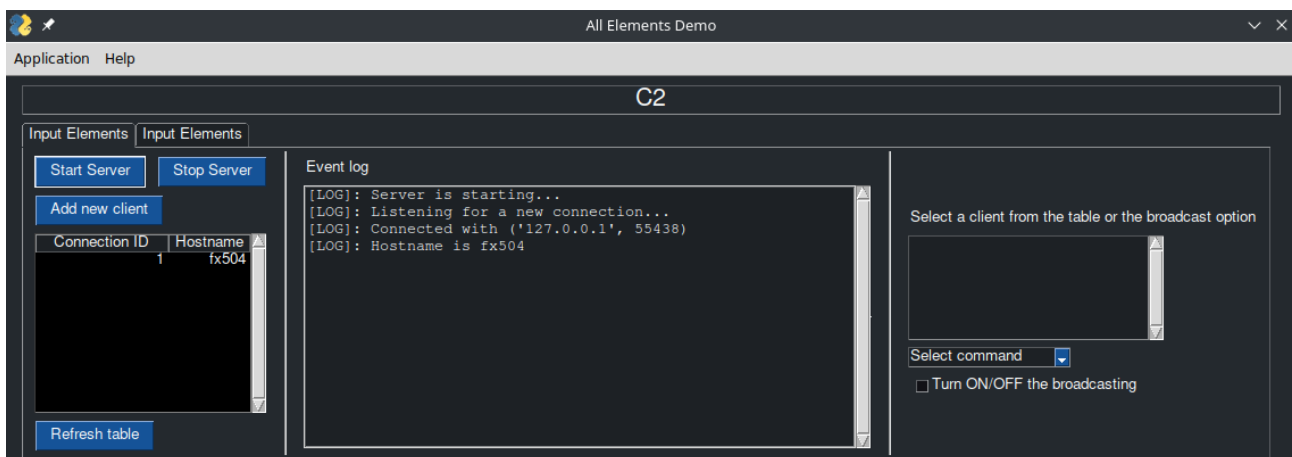 All Elements Demo
Application Help
C2
Input Elements Input Elements
Start Server Stop Server
Add new client
Connection ID Hostname
1 fx504
Refresh table
Event log
[LOG]: Server is starting...
[LOG]: Listening for a new connection...
[LOG]: Connected with ('127.0.0.1', 55438)
[LOG]: Hostname is fx504
Select a client from the table or the broadcast option
Select command
Turn ON/OFF the broadcasting